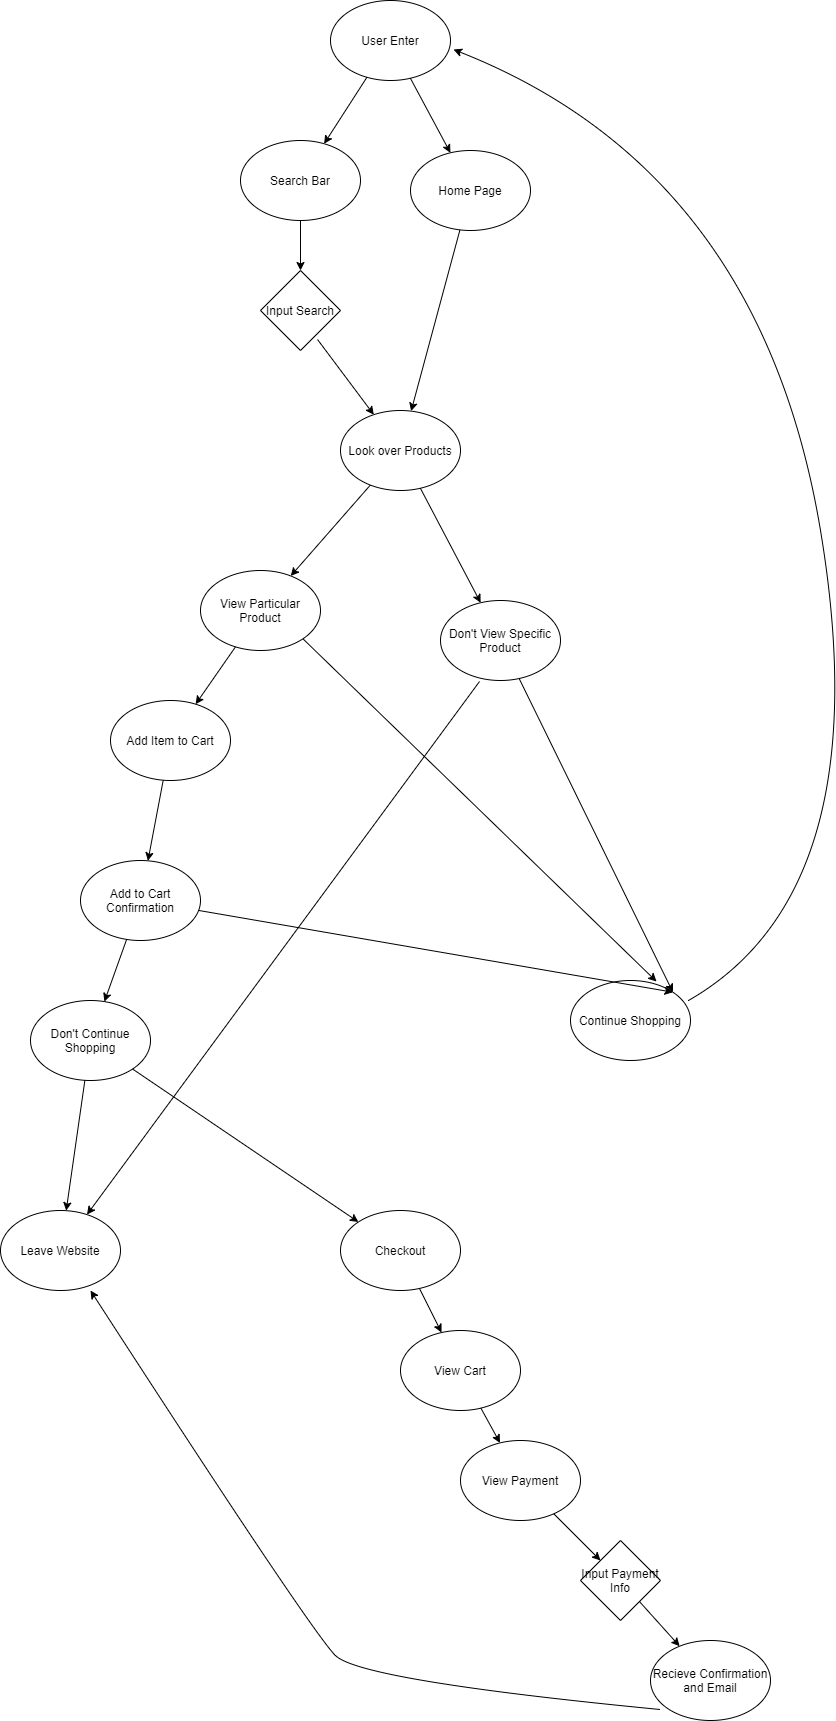 User Enter
Search Bar
Home Page
Input Search
Look over Products
View Particular
Product
Don't View Specific
Product
Add Item to Cart
Add to Cart
Confirmation
Continue Shopping
Don't Continue
Shopping
Leave Website
Checkout
View Cart
View Payment
Input Payment
Info
Recieve Confirmation
and Email